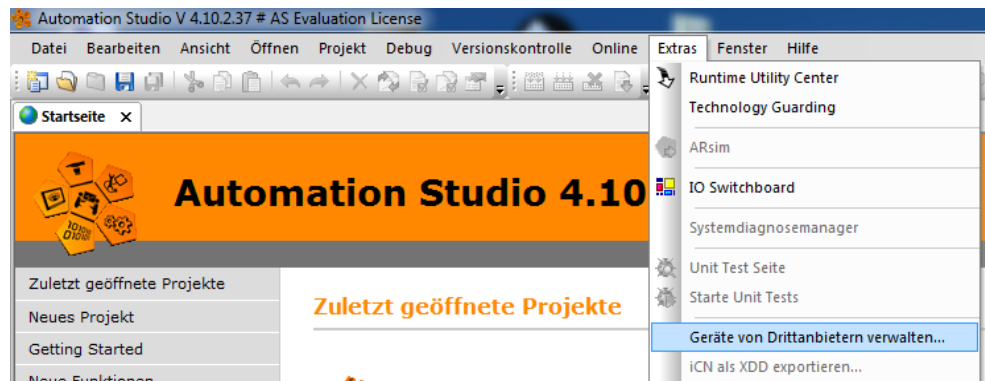 Automation Studio V 4.10.2.37 # AS Evaluation License
Datei Bearbeiten Ansicht Öffnen Projekt Debug Versionskontrolle Online Extras Fenster Hilfe
Runtime Utility Center
Technology Guarding
Startseite X
ARsim
Automation Studio 4.10
IO Switchboard
Systemdiagnosemanager
Unit Test Seite
Zuletzt geöffnete Projekte
Starte Unit Tests
Zuletzt geöffnete Projekte
Neues Projekt
Geräte von Drittanbietern verwalten...
Getting Started
iCN als XDD exportieren...
Neue Funktionen